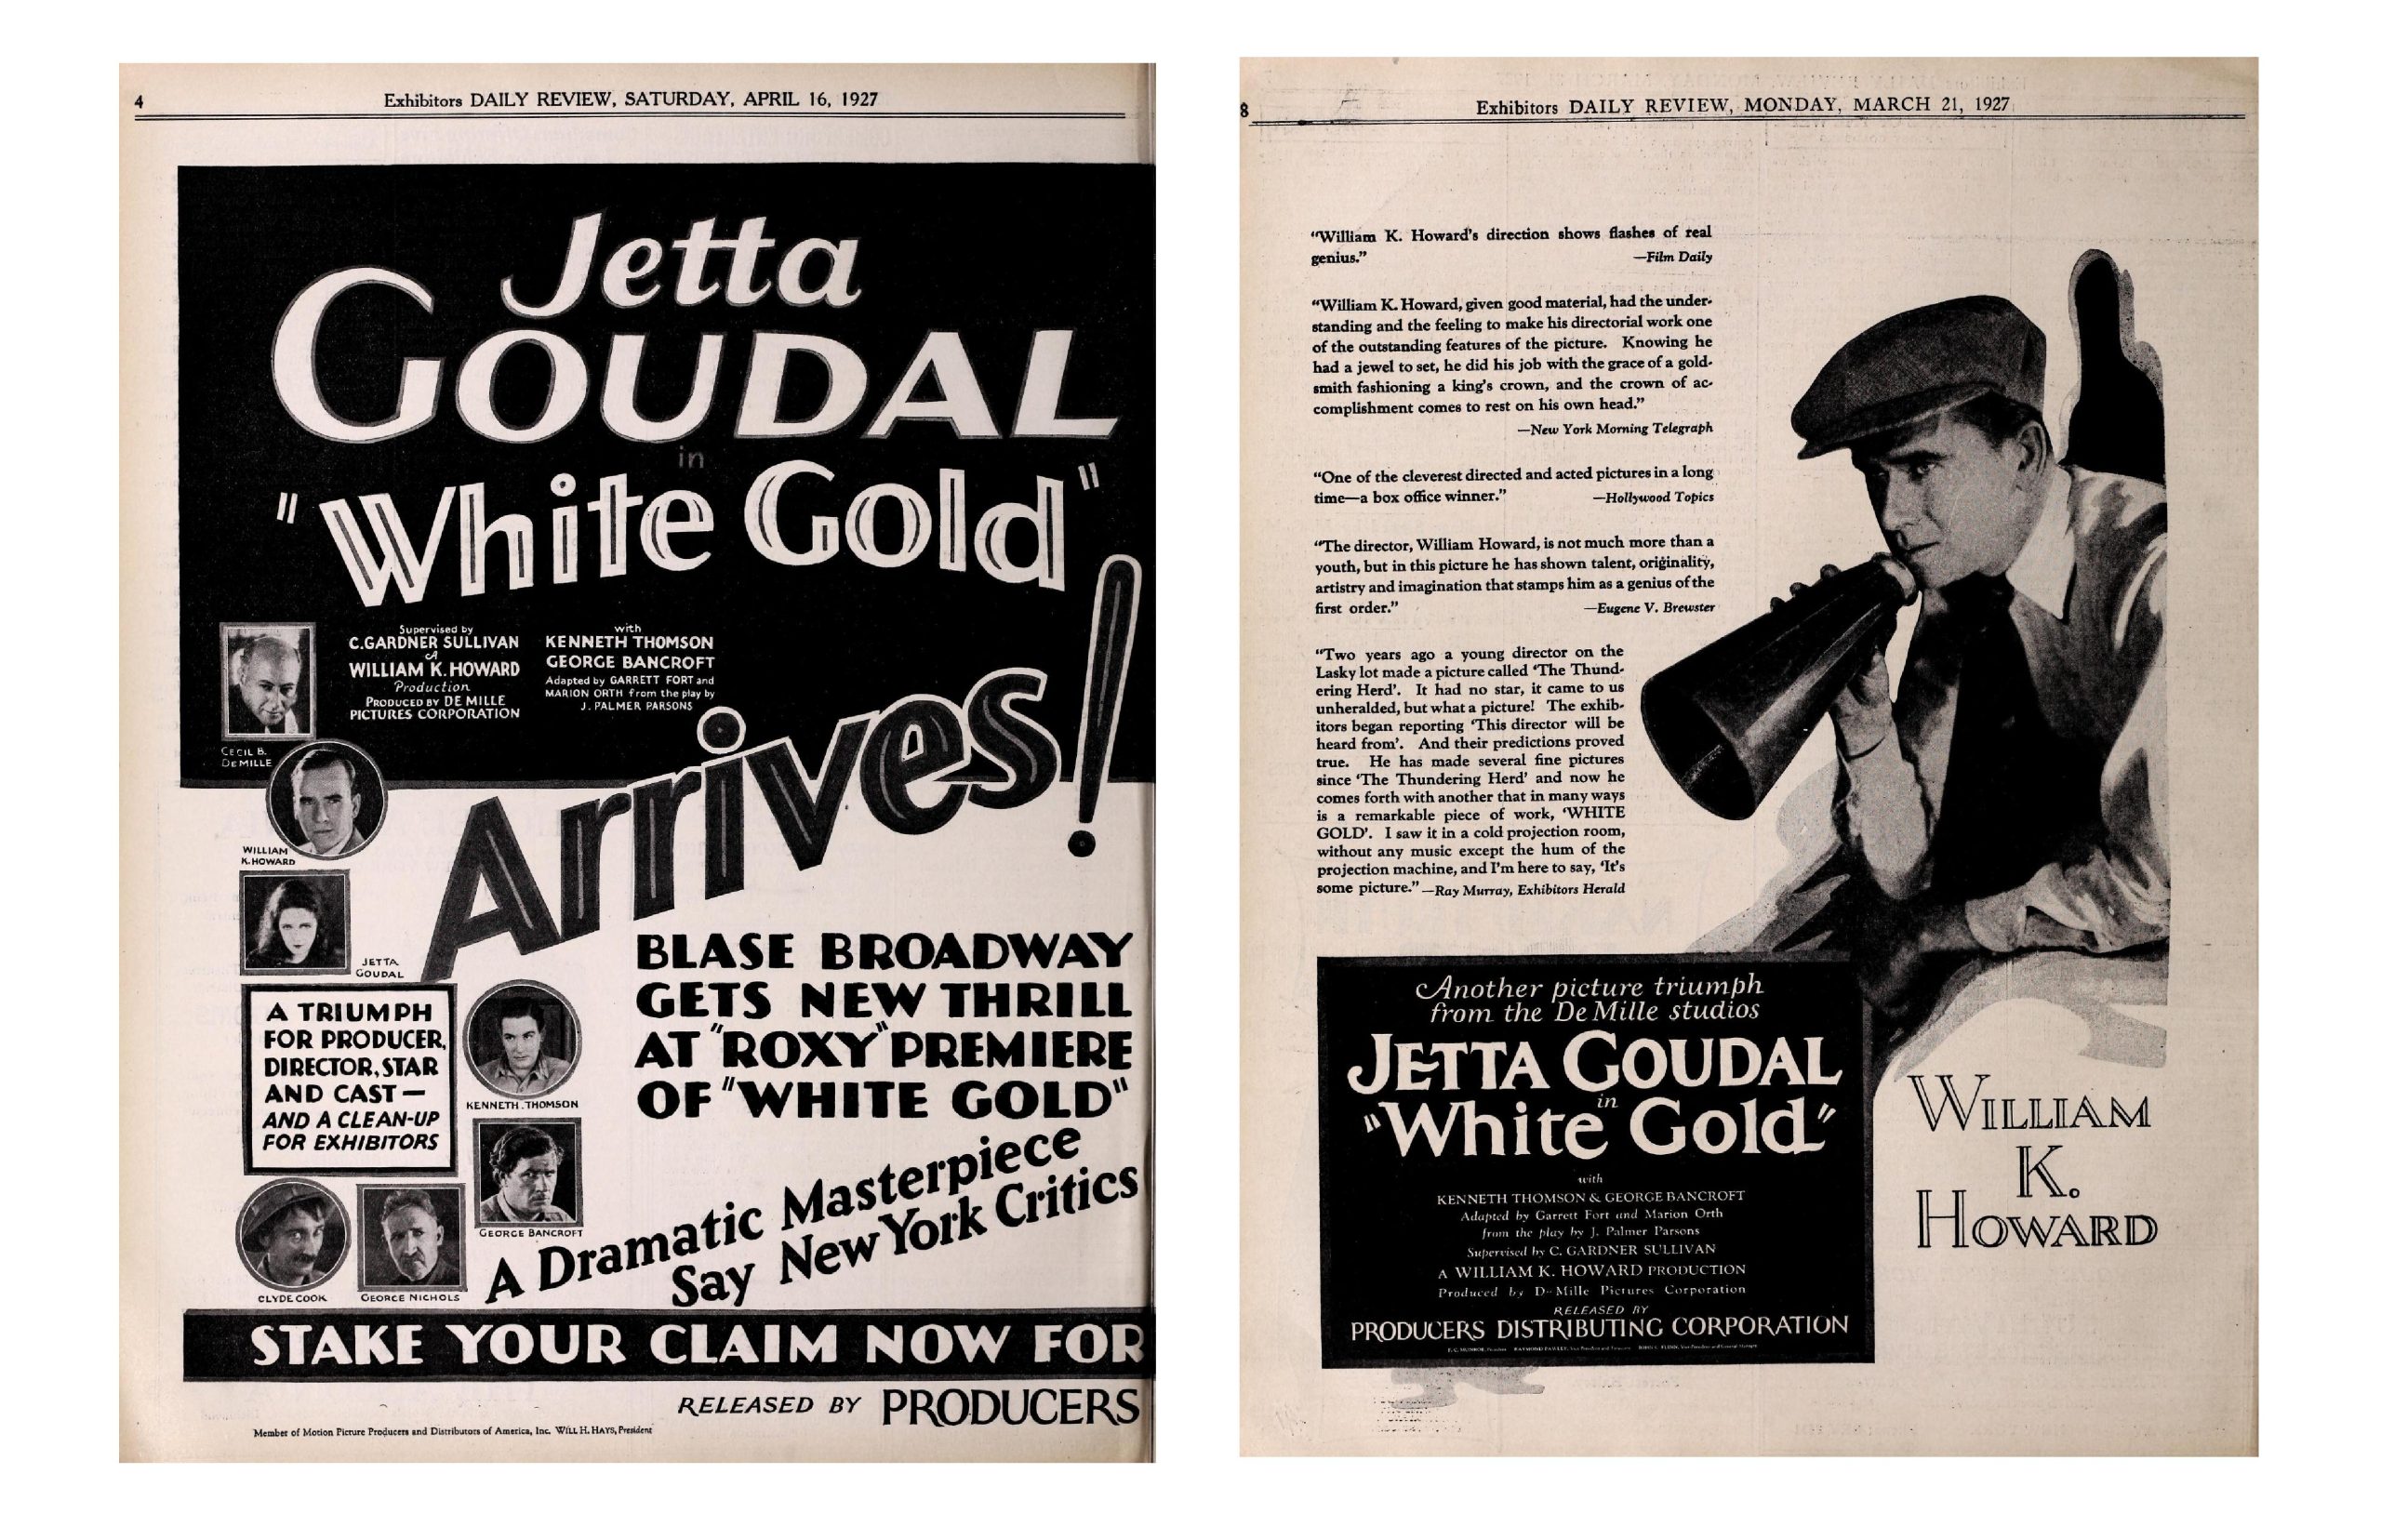 4
Exhibitors DAILY REVIEW, SATURDAY, APRIL 16, 1927
Jetta
GOUDAL
in
"White Gold"
Supervised by
C. GARDNER SULLIVAN
A
WILLIAM K. HOWARD
Production
PRODUCED BY DE MILLE
PICTURES CORPORATION
with
KENNETH THOMSON
GEORGE BANCROFT
Adapted by GARRETT FORT and
MARION ORTH from the play by
J. PALMER PARSONS
CECIL B.
DEMILLE
Arrives!
WILLIAM
K. HOWARD
JETTA
GOUDAL
BLASE BROADWAY
GETS NEW THRILL
AT "ROXY" PREMIERE
OF "WHITE GOLD"
A TRIUMPH
FOR PRODUCER,
DIRECTOR, STAR
AND CAST —
AND A CLEAN-UP
FOR EXHIBITORS
KENNETH THOMSON
GEORGE BANCROFT
A Dramatic Masterpiece
Say New York Critics
CLYDE COOK
GEORGE NICHOLS
STAKE YOUR CLAIM NOW FOR
RELEASED BY PRODUCERS
Member of Motion Picture Producers and Distributors of America, Inc. WILL H. HAYS, President
8
Exhibitors DAILY REVIEW, MONDAY, MARCH 21, 1927
"William K. Howard's direction shows flashes of real
genius." —Film Daily
"William K. Howard, given good material, had the under-
standing and the feeling to make his directorial work one
of the outstanding features of the picture. Knowing he
had a jewel to set, he did his job with the grace of a gold-
smith fashioning a king's crown, and the crown of ac-
complishment comes to rest on his own head."
—New York Morning Telegraph
"One of the cleverest directed and acted pictures in a long
time—a box office winner." —Hollywood Topics
"The director, William Howard, is not much more than a
youth, but in this picture he has shown talent, originality,
artistry and imagination that stamps him as a genius of the
first order." —Eugene V. Brewster
"Two years ago a young director on the
Lasky lot made a picture called 'The Thund-
ering Herd'. It had no star, it came to us
unheralded, but what a picture! The exhib-
itors began reporting 'This director will be
heard from'. And their predictions proved
true. He has made several fine pictures
since 'The Thundering Herd' and now he
comes forth with another that in many ways
is a remarkable piece of work, 'WHITE
GOLD'. I saw it in a cold projection room,
without any music except the hum of the
projection machine, and I'm here to say, 'It's
some picture." —Ray Murray, Exhibitors Herald
Another picture triumph
from the De Mille studios
JETTA GOUDAL
in
"White Gold"
with
KENNETH THOMSON & GEORGE BANCROFT
Adapted by Garrett Fort and Marion Orth
from the play by J. Palmer Parsons
Supervised by C. GARDNER SULLIVAN
A WILLIAM K. HOWARD PRODUCTION
Produced by De Mille Pictures Corporation
RELEASED BY
PRODUCERS DISTRIBUTING CORPORATION
F. C. MUNROE, President RAYMOND PAWLEY, Vice President and Treasurer JOHN C. FLINN, Vice President and General Manager
WILLIAM
K.
HOWARD